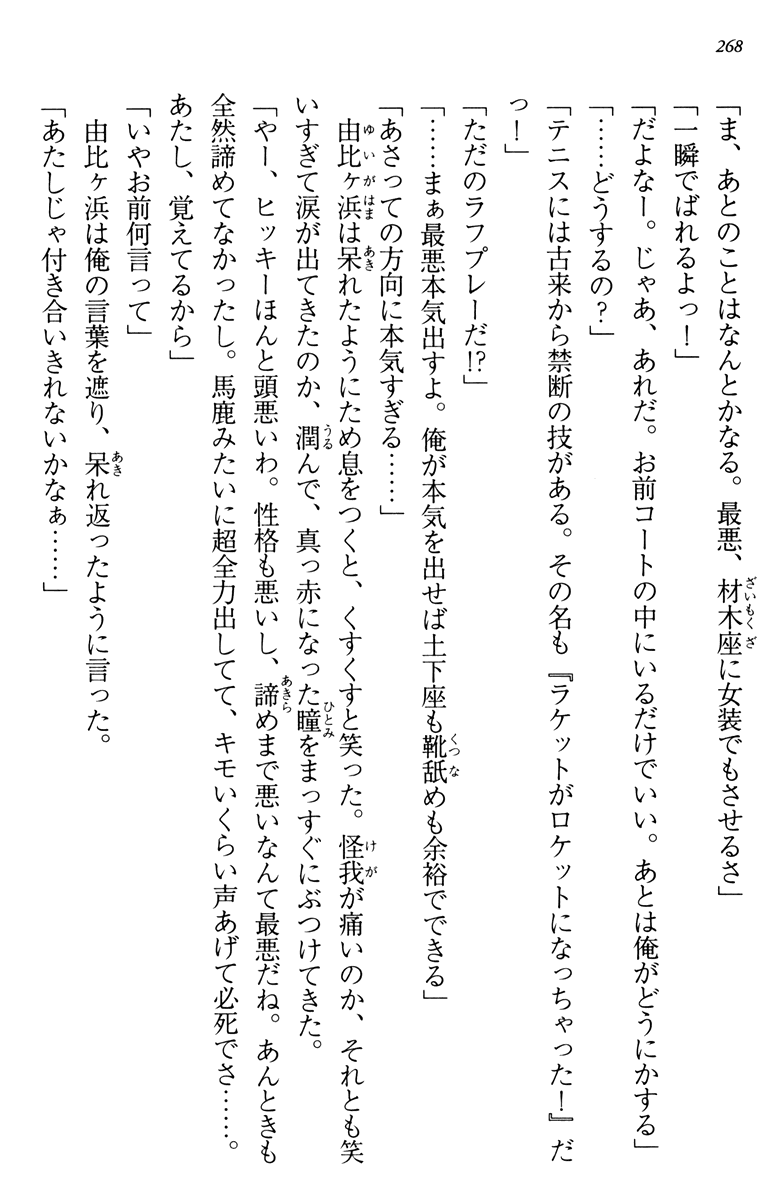 268
「ま、あとのことはなんとかなる。最悪、材木座に女装でもさせるさ」
「一瞬でばれるよっ！」
「だよなー。じゃあ、あれだ。お前コートの中にいるだけでいい。あとは俺がどうにかする」
「……どうするの？」
「テニスには古来から禁断の技がある。その名も『ラケットがロケットになっちゃった！』だ
っ！」
「ただのラフプレーだ!?」
「……まぁ最悪本気出すよ。俺が本気を出せば土下座も靴舐めも余裕でできる」
「あさっての方向に本気すぎる……」
由比ヶ浜は呆れたようにため息をつくと、くすくすと笑った。怪我が痛いのか、それとも笑
いすぎて涙が出てきたのか、潤んで、真っ赤になった瞳をまっすぐにぶつけてきた。
「やー、ヒッキーほんと頭悪いわ。性格も悪いし、諦めまで悪いなんて最悪だね。あんときも
全然諦めてなかったし。馬鹿みたいに超全力出してて、キモいくらい声あげて必死でさ……。
あたし、覚えてるから」
「いやお前何言って」
由比ヶ浜は俺の言葉を遮り、呆れ返ったように言った。
「あたしじゃ付き合いきれないかなぁ……」